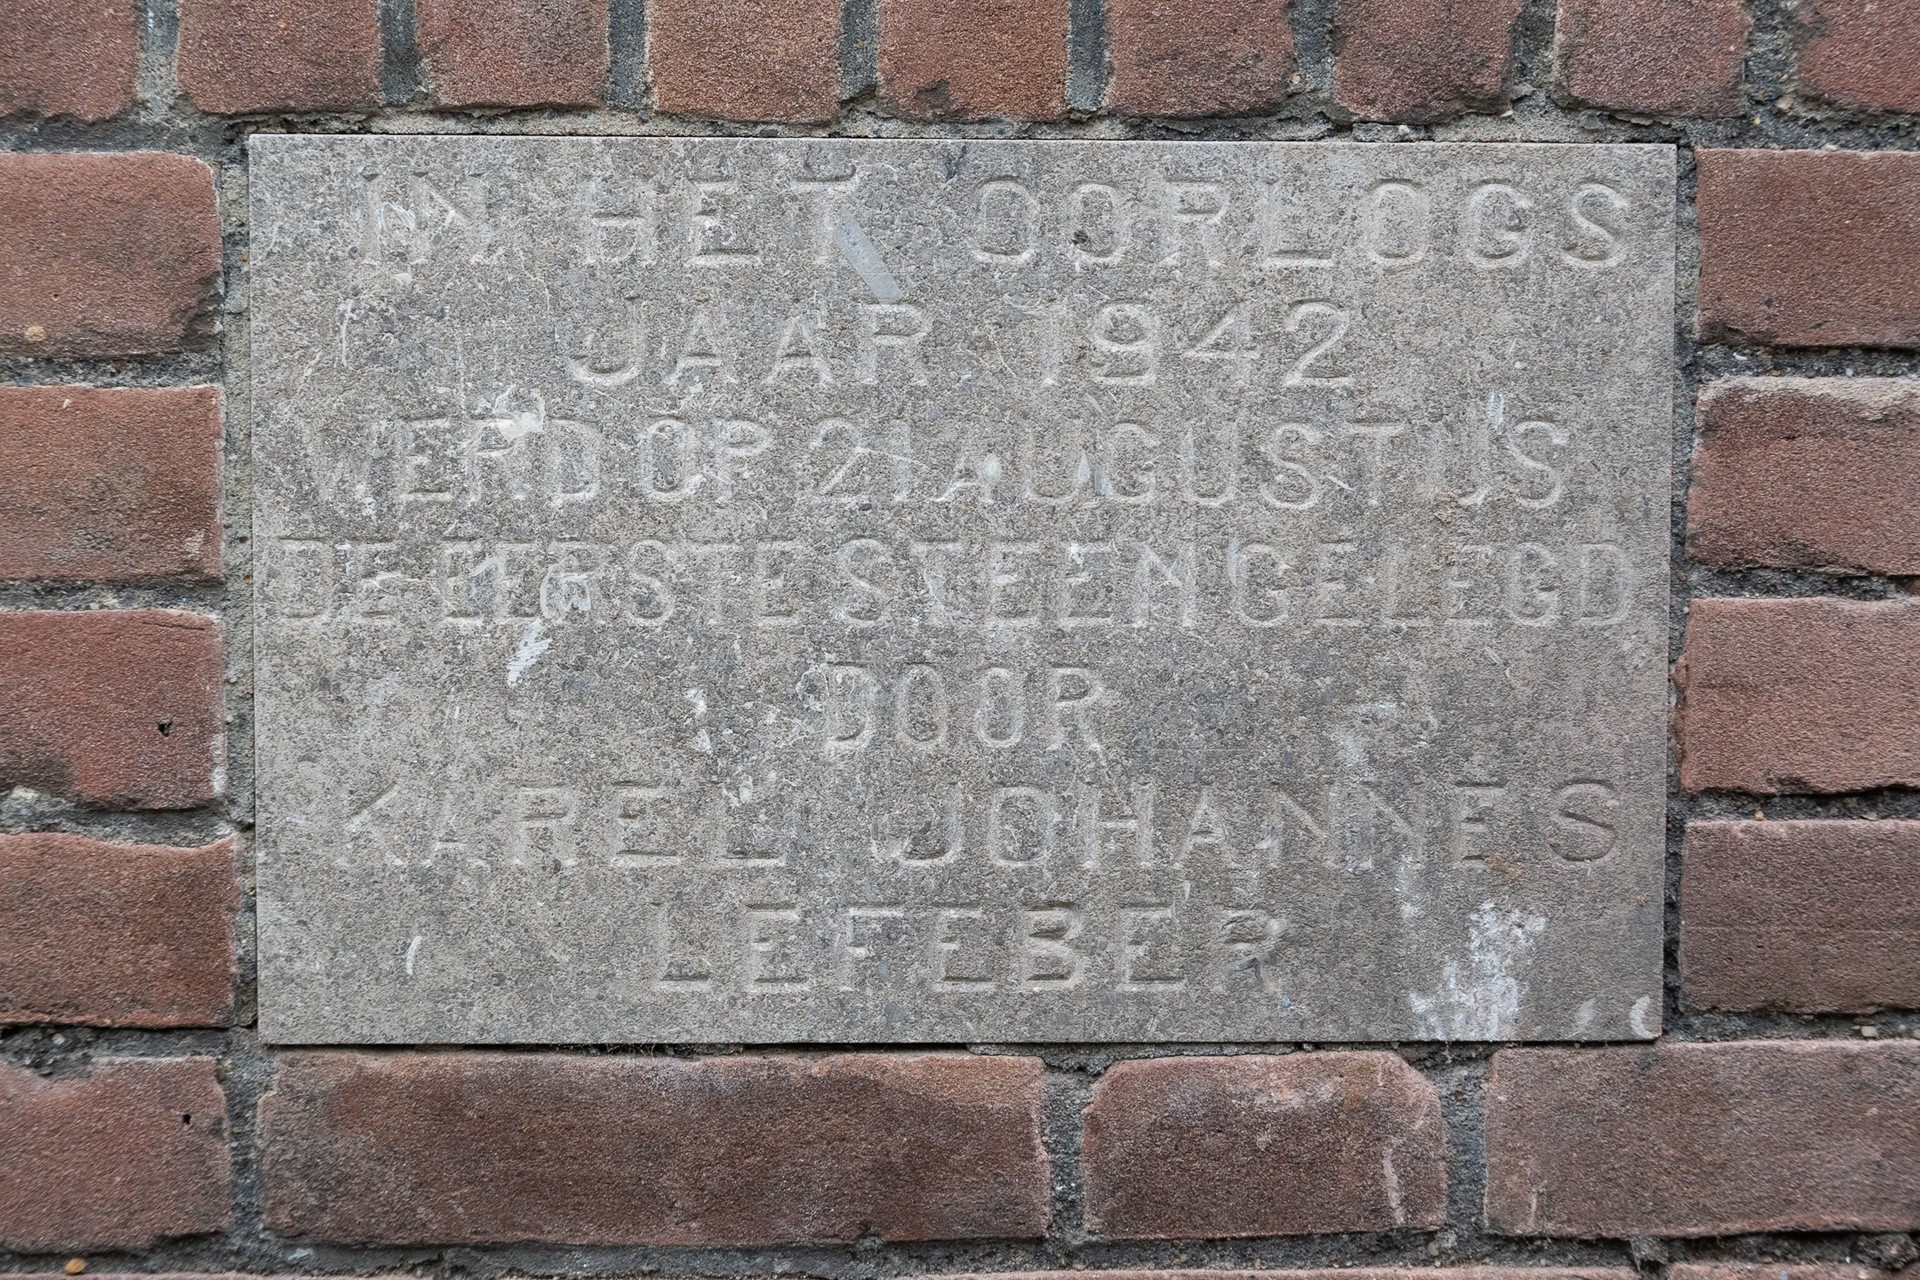 IN HET OORLOGS
JAAR 1942
WERD OP 21 AUGUSTUS
DE EERSTE STEEN GELEGD
DOOR
KAREL JOHANNES
LEFEBER